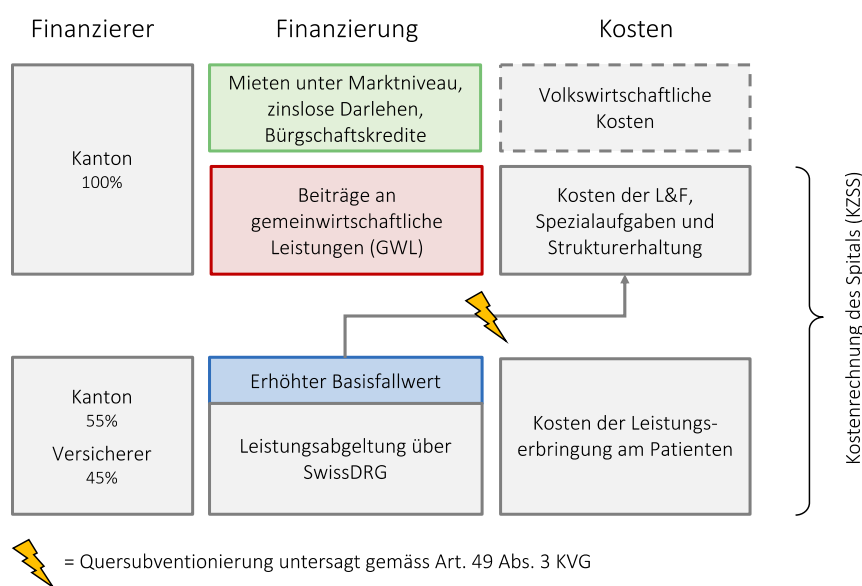 Finanzierer
Finanzierung
Kosten
Kanton
100%
Mieten unter Marktniveau,
zinslose Darlehen,
Bürgschaftskredite
Volkswirtschaftliche
Kosten
Beiträge an
gemeinwirtschaftliche
Leistungen (GWL)
Kosten der L&F,
Spezialaufgaben und
Strukturerhaltung
Kanton
55%
Versicherer
45%
Erhöhter Basisfallwert
Leistungsabgeltung über
SwissDRG
Kosten der Leistungs-
erbringung am Patienten
Kostenrechnung des Spitals (KZSS)
= Quersubventionierung untersagt gemäss Art. 49 Abs. 3 KVG